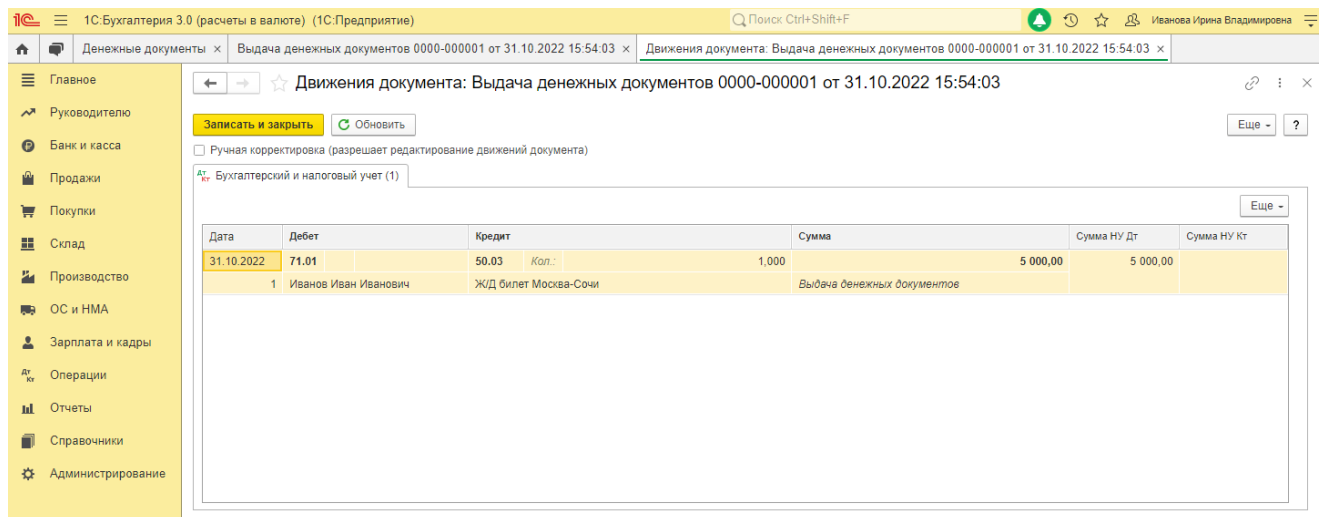 1С:Бухгалтерия 3.0 (расчеты в валюте) (1С:Предприятие) Поиск Ctrl+Shift+F Иванова Ирина Владимировна
Денежные документы × Выдача денежных документов 0000-000001 от 31.10.2022 15:54:03 × Движения документа: Выдача денежных документов 0000-000001 от 31.10.2022 15:54:03 ×
Главное
Руководителю
Банк и касса
Продажи
Покупки
Склад
Производство
ОС и НМА
Зарплата и кадры
Операции
Отчеты
Справочники
Администрирование
Движения документа: Выдача денежных документов 0000-000001 от 31.10.2022 15:54:03
Записать и закрыть Обновить Еще ?
Ручная корректировка (разрешает редактирование движений документа)
Дт Кт Бухгалтерский и налоговый учет (1)
Еще
Дата Дебет Кредит Сумма Сумма НУ Дт Сумма НУ Кт
31.10.2022 71.01 50.03 Кол.: 1,000 5 000,00 5 000,00
1 Иванов Иван Иванович Ж/Д билет Москва-Сочи Выдача денежных документов